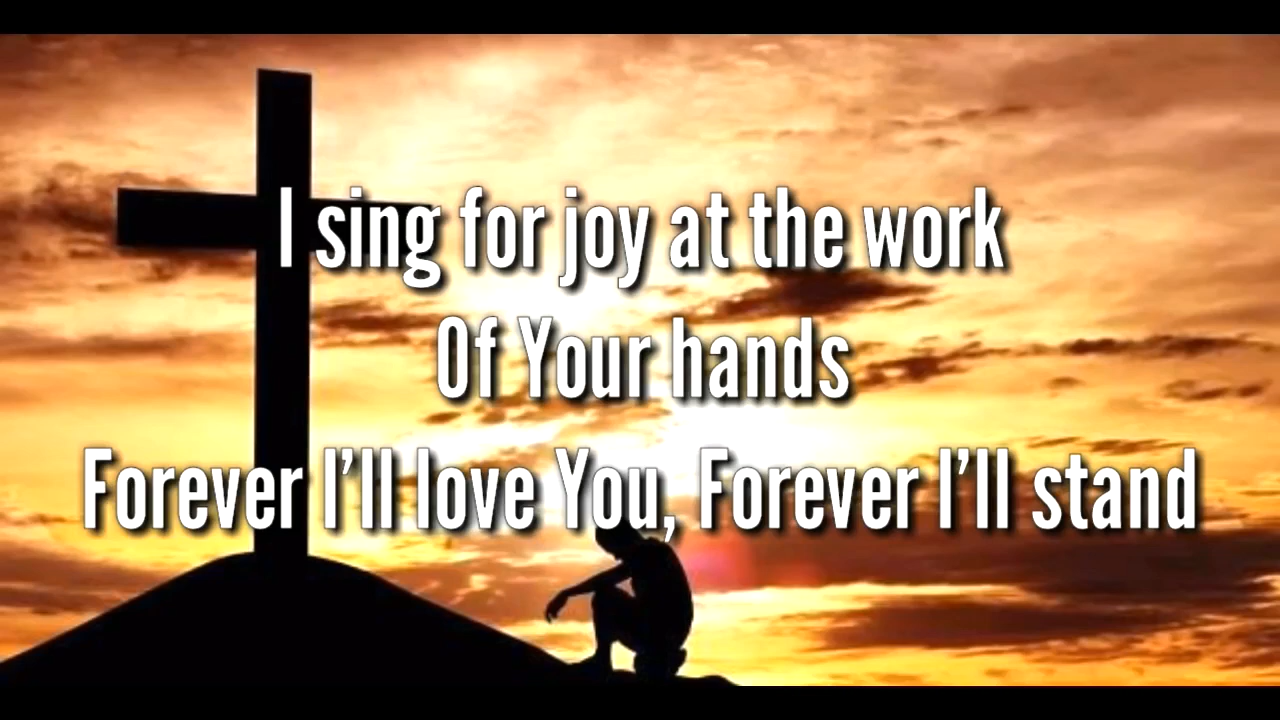 I sing for joy at the work
Of Your hands
Forever I'll love You, Forever I'll stand